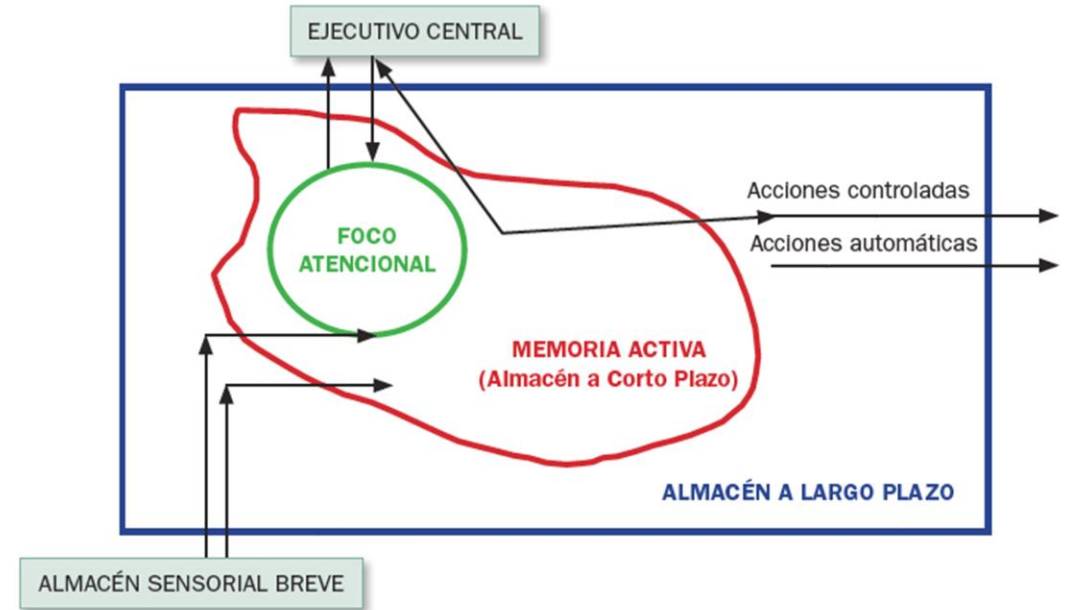 EJECUTIVO CENTRAL
Acciones controladas
Acciones automáticas
FOCO
ATENCIONAL
MEMORIA ACTIVA
(Almacén a Corto Plazo)
ALMACÉN A LARGO PLAZO
ALMACÉN SENSORIAL BREVE